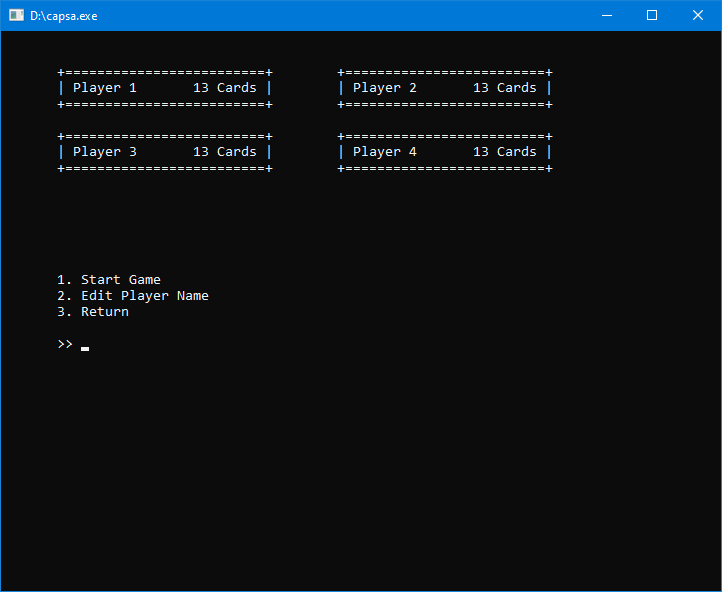 D:\capsa.exe
+=========================+        +=========================+
| Player 1       13 Cards |        | Player 2       13 Cards |
+=========================+        +=========================+
+=========================+        +=========================+
| Player 3       13 Cards |        | Player 4       13 Cards |
+=========================+        +=========================+
1. Start Game
2. Edit Player Name
3. Return
>> _